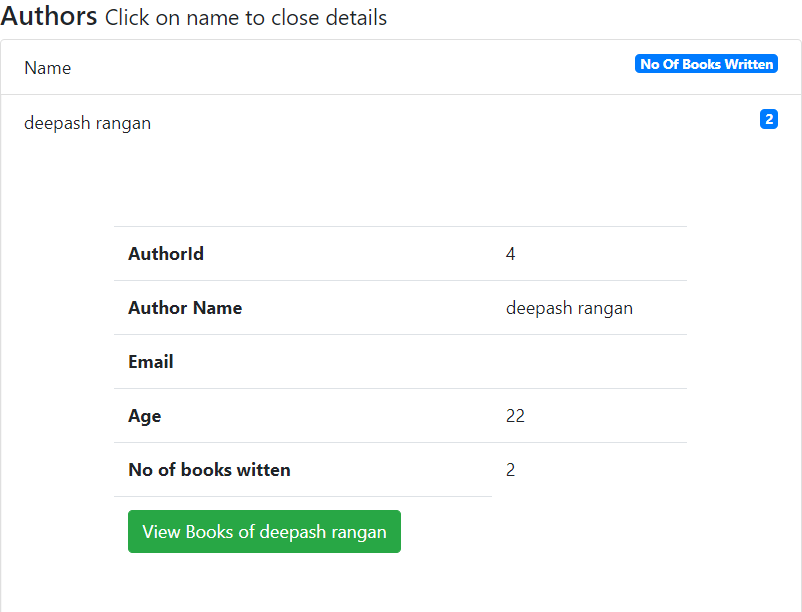 Authors Click on name to close details
Name No Of Books Written
deepash rangan 2
AuthorId 4
Author Name deepash rangan
Email
Age 22
No of books witten 2
View Books of deepash rangan